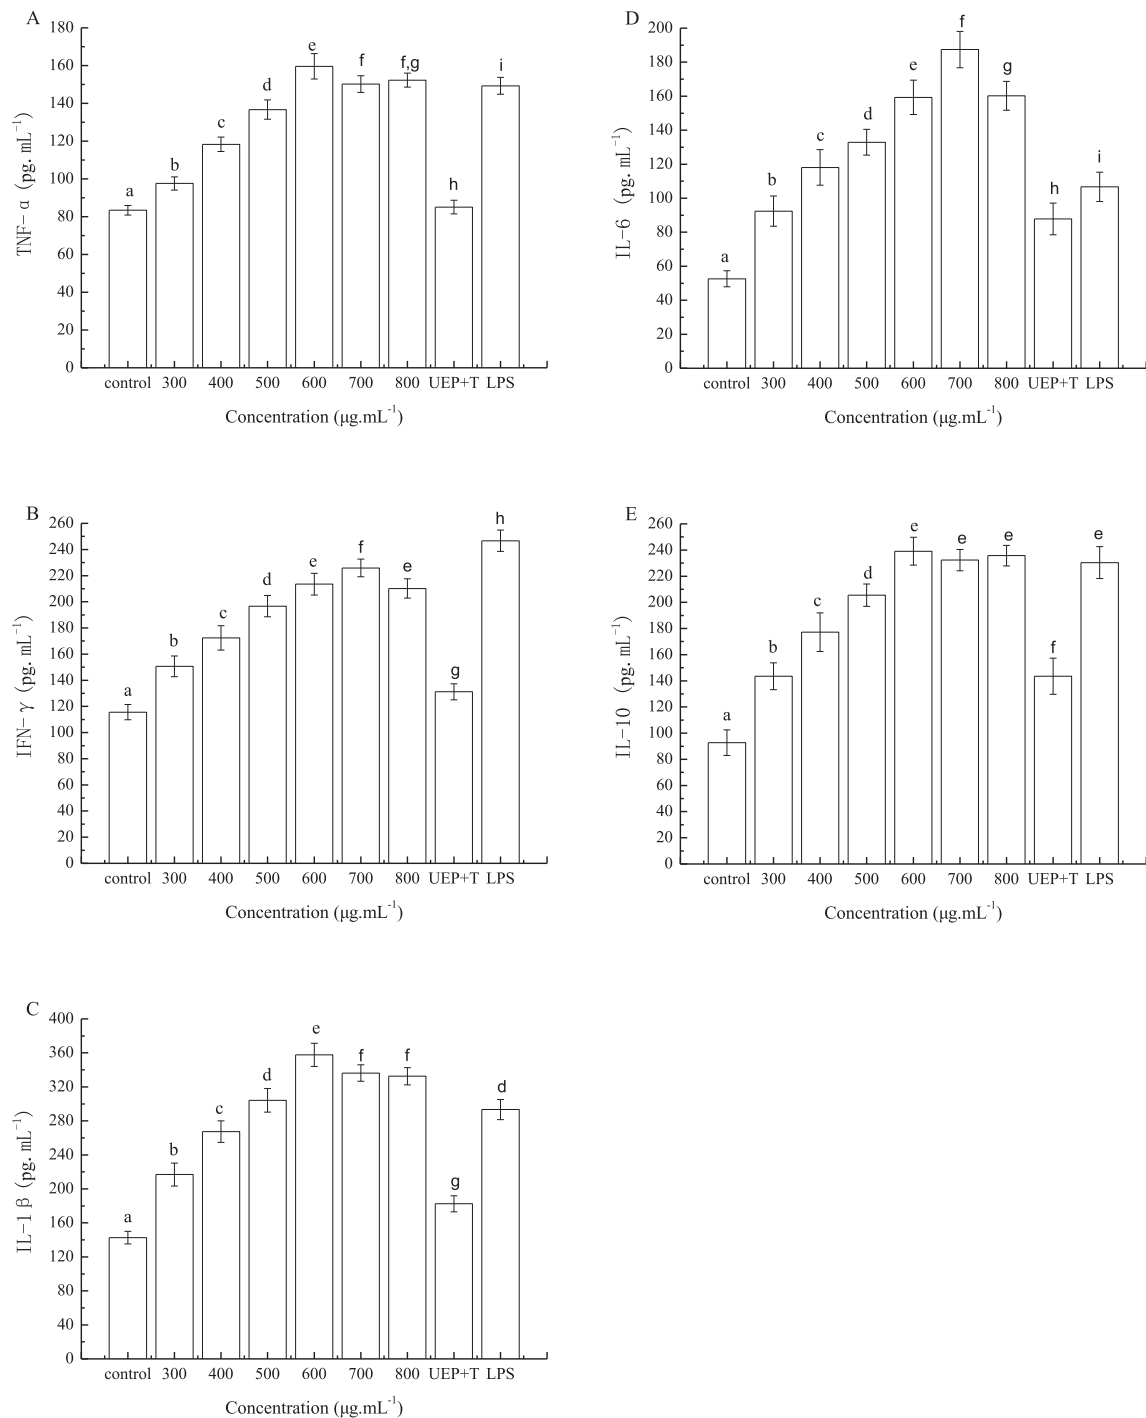 A
TNF-α (pg. mL⁻¹)
180
160
140
120
100
80
60
40
20
0
a
b
c
d
e
f
f,g
h
i
control 300 400 500 600 700 800 UEP+T LPS
Concentration (μg.mL⁻¹)
D
IL-6 (pg. mL⁻¹)
200
180
160
140
120
100
80
60
40
20
0
a
b
c
d
e
f
g
h
i
control 300 400 500 600 700 800 UEP+T LPS
Concentration (μg.mL⁻¹)
B
IFN-γ (pg. mL⁻¹)
260
240
220
200
180
160
140
120
100
80
60
40
20
0
a
b
c
d
e
f
e
g
h
control 300 400 500 600 700 800 UEP+T LPS
Concentration (μg.mL⁻¹)
E
IL-10 (pg. mL⁻¹)
260
240
220
200
180
160
140
120
100
80
60
40
20
0
a
b
c
d
e
e
e
f
e
control 300 400 500 600 700 800 UEP+T LPS
Concentration (μg.mL⁻¹)
C
IL-1β (pg. mL⁻¹)
400
360
320
280
240
200
160
120
80
40
0
a
b
c
d
e
f
f
g
d
control 300 400 500 600 700 800 UEP+T LPS
Concentration (μg.mL⁻¹)